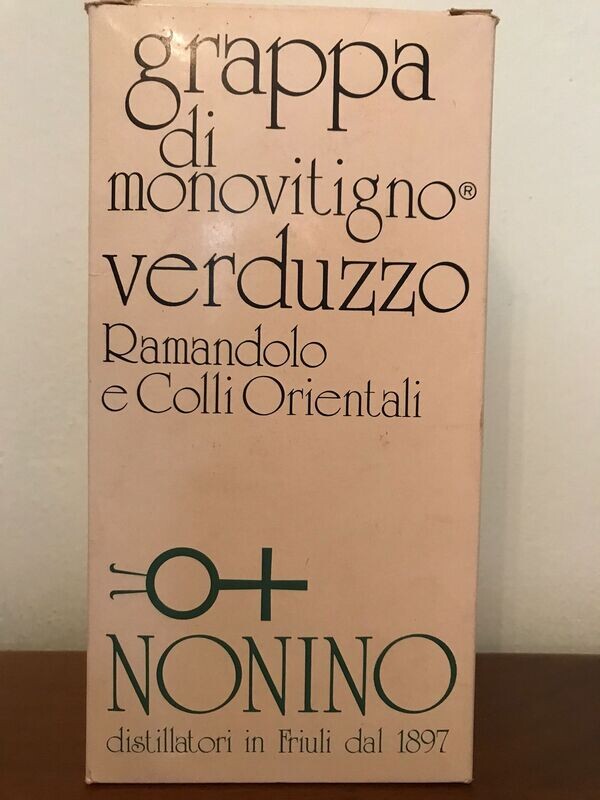 grappa
di
monovitigno®
verduzzo
Ramandolo
e Colli Orientali
NONINO
distillatori in Friuli dal 1897